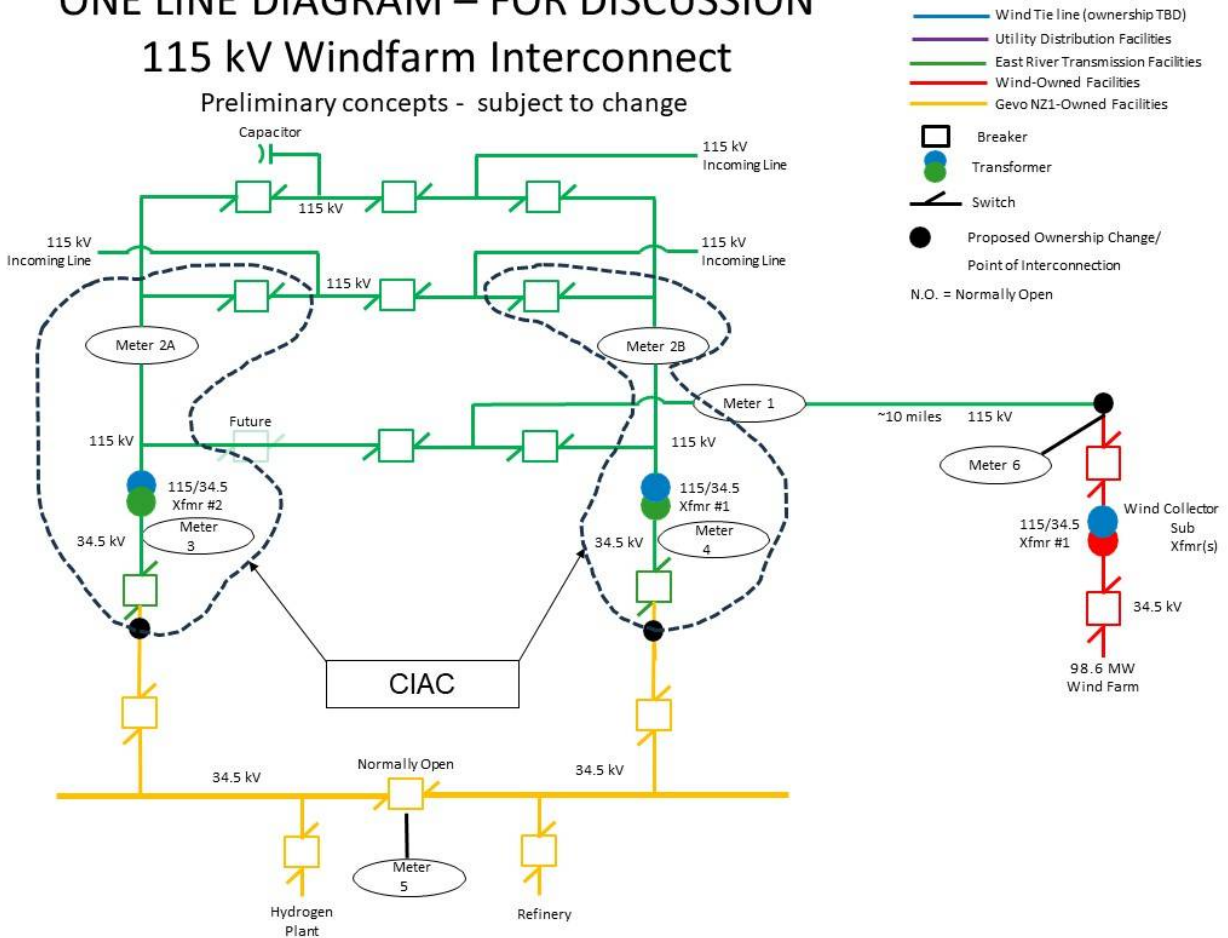 ONE LINE DIAGRAM – FOR DISCUSSION
115 kV Windfarm Interconnect
Preliminary concepts - subject to change
Wind Tie line (ownership TBD)
Utility Distribution Facilities
East River Transmission Facilities
Wind-Owned Facilities
Gevo NZ1-Owned Facilities
Breaker
Transformer
Switch
Proposed Ownership Change/
Point of Interconnection
N.O. = Normally Open
Capacitor
115 kV
Incoming Line
115 kV
115 kV
Incoming Line
115 kV
115 kV
Incoming Line
Meter 2A
Meter 2B
Meter 1
~10 miles 115 kV
Future
115 kV
115 kV
Meter 6
115/34.5
Xfmr #2
115/34.5
Xfmr #1
Meter
3
34.5 kV
Meter
4
34.5 kV
115/34.5
Xfmr #1
Wind Collector
Sub
Xfmr(s)
34.5 kV
98.6 MW
Wind Farm
CIAC
34.5 kV
Normally Open
34.5 kV
Meter
5
Hydrogen
Plant
Refinery